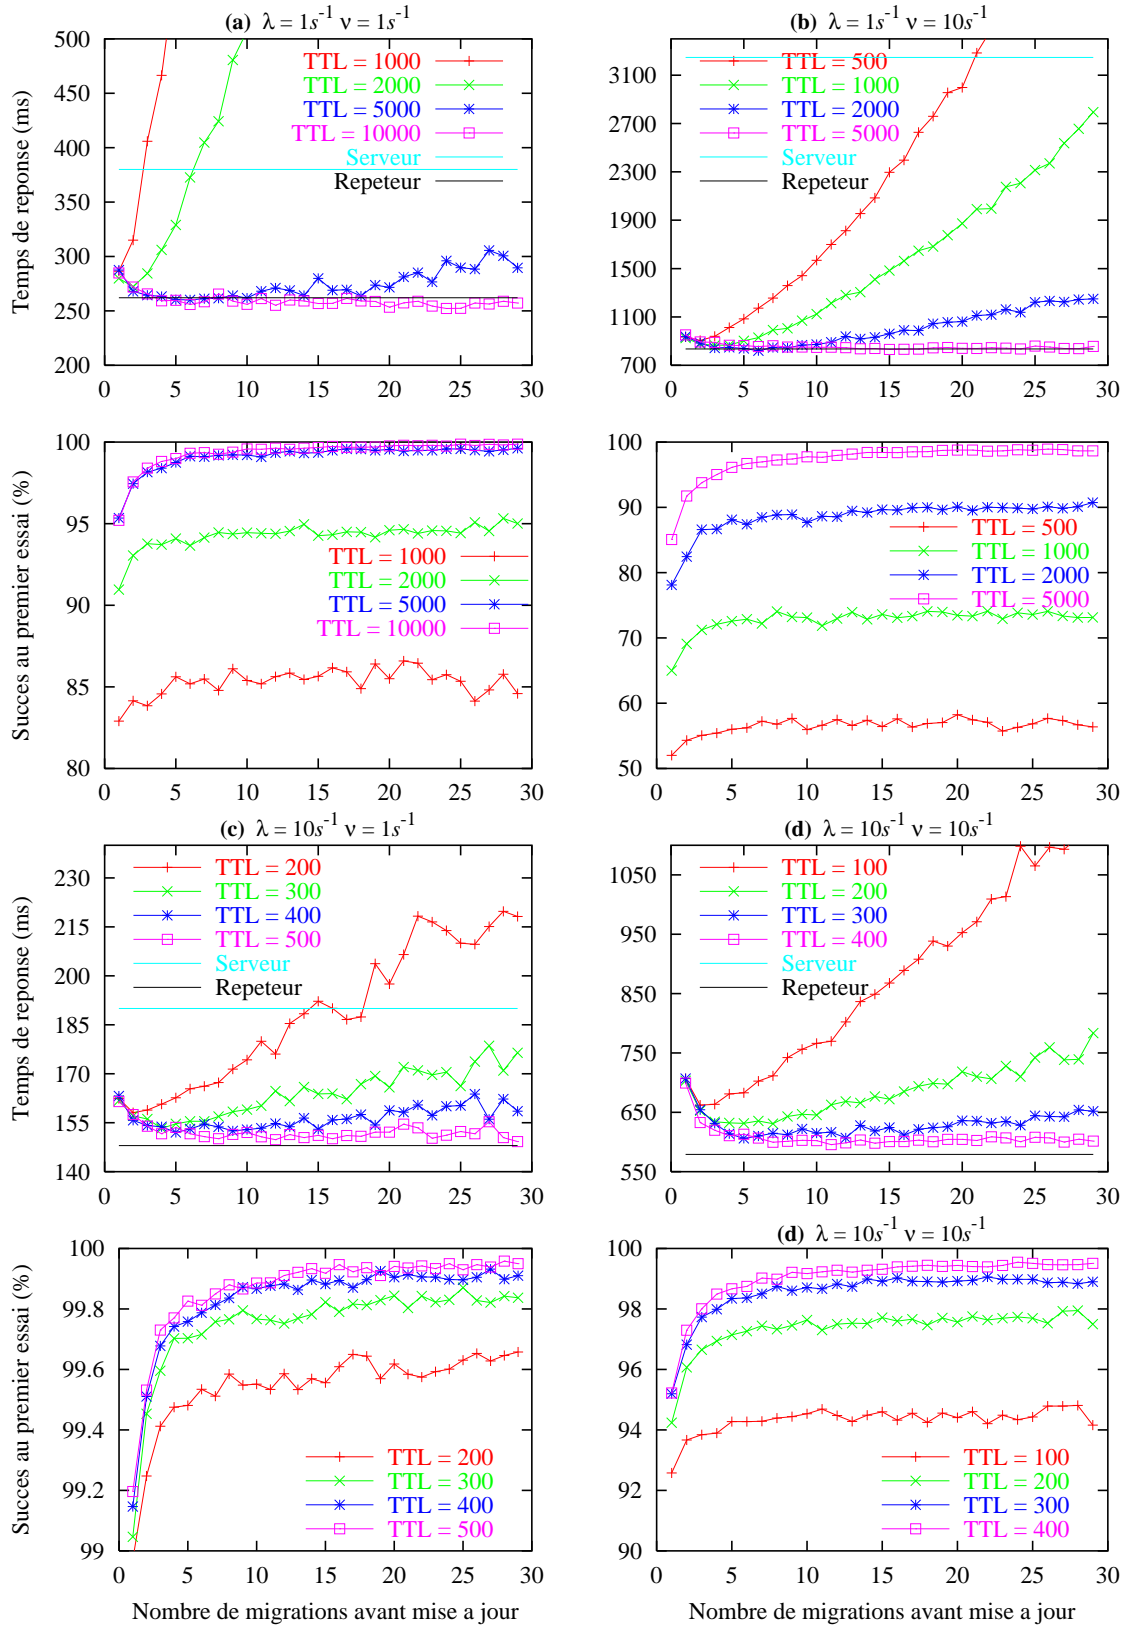 (a) λ = 1s⁻¹ ν = 1s⁻¹
Temps de reponse (ms)
500
450
400
350
300
250
200
0 5 10 15 20 25 30
TTL = 1000
TTL = 2000
TTL = 5000
TTL = 10000
Serveur
Repeteur
(b) λ = 1s⁻¹ ν = 10s⁻¹
3100
2700
2300
1900
1500
1100
700
0 5 10 15 20 25 30
TTL = 500
TTL = 1000
TTL = 2000
TTL = 5000
Serveur
Repeteur
Succes au premier essai (%)
100
95
90
85
80
0 5 10 15 20 25 30
TTL = 1000
TTL = 2000
TTL = 5000
TTL = 10000
100
90
80
70
60
50
0 5 10 15 20 25 30
TTL = 500
TTL = 1000
TTL = 2000
TTL = 5000
(c) λ = 10s⁻¹ ν = 1s⁻¹
Temps de reponse (ms)
230
215
200
185
170
155
140
0 5 10 15 20 25 30
TTL = 200
TTL = 300
TTL = 400
TTL = 500
Serveur
Repeteur
(d) λ = 10s⁻¹ ν = 10s⁻¹
1050
950
850
750
650
550
0 5 10 15 20 25 30
TTL = 100
TTL = 200
TTL = 300
TTL = 400
Serveur
Repeteur
Succes au premier essai (%)
100
99.8
99.6
99.4
99.2
99
0 5 10 15 20 25 30
TTL = 200
TTL = 300
TTL = 400
TTL = 500
Nombre de migrations avant mise a jour
(d) λ = 10s⁻¹ ν = 10s⁻¹
100
98
96
94
92
90
0 5 10 15 20 25 30
TTL = 100
TTL = 200
TTL = 300
TTL = 400
Nombre de migrations avant mise a jour